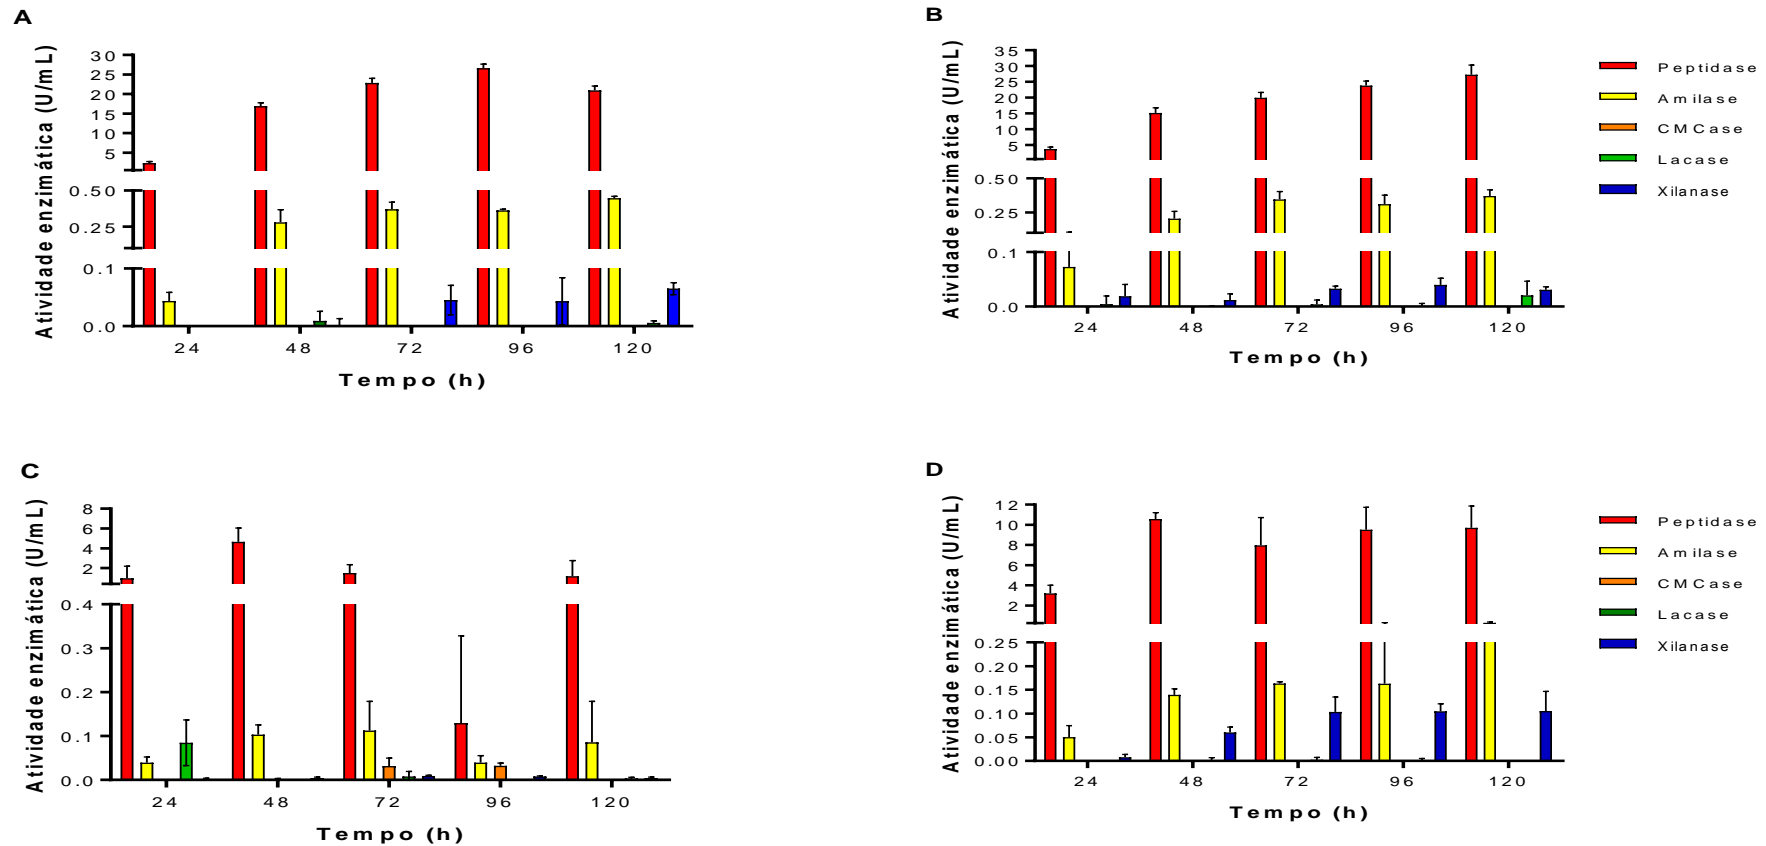 A
Atividade enzimática (U/mL)
30
25
20
15
10
5
0.50
0.25
0.1
0.0
24 48 72 96 120
Tempo (h)
B
Atividade enzimática (U/mL)
35
30
25
20
15
10
5
0.50
0.25
0.1
0.0
24 48 72 96 120
Tempo (h)
Peptidase
Amilase
CMCase
Lacase
Xilanase
C
Atividade enzimática (U/mL)
8
6
4
2
0.4
0.3
0.2
0.1
0.0
24 48 72 96 120
Tempo (h)
D
Atividade enzimática (U/mL)
12
10
8
6
4
2
0.25
0.20
0.15
0.10
0.05
0.00
24 48 72 96 120
Tempo (h)
Peptidase
Amilase
CMCase
Lacase
Xilanase